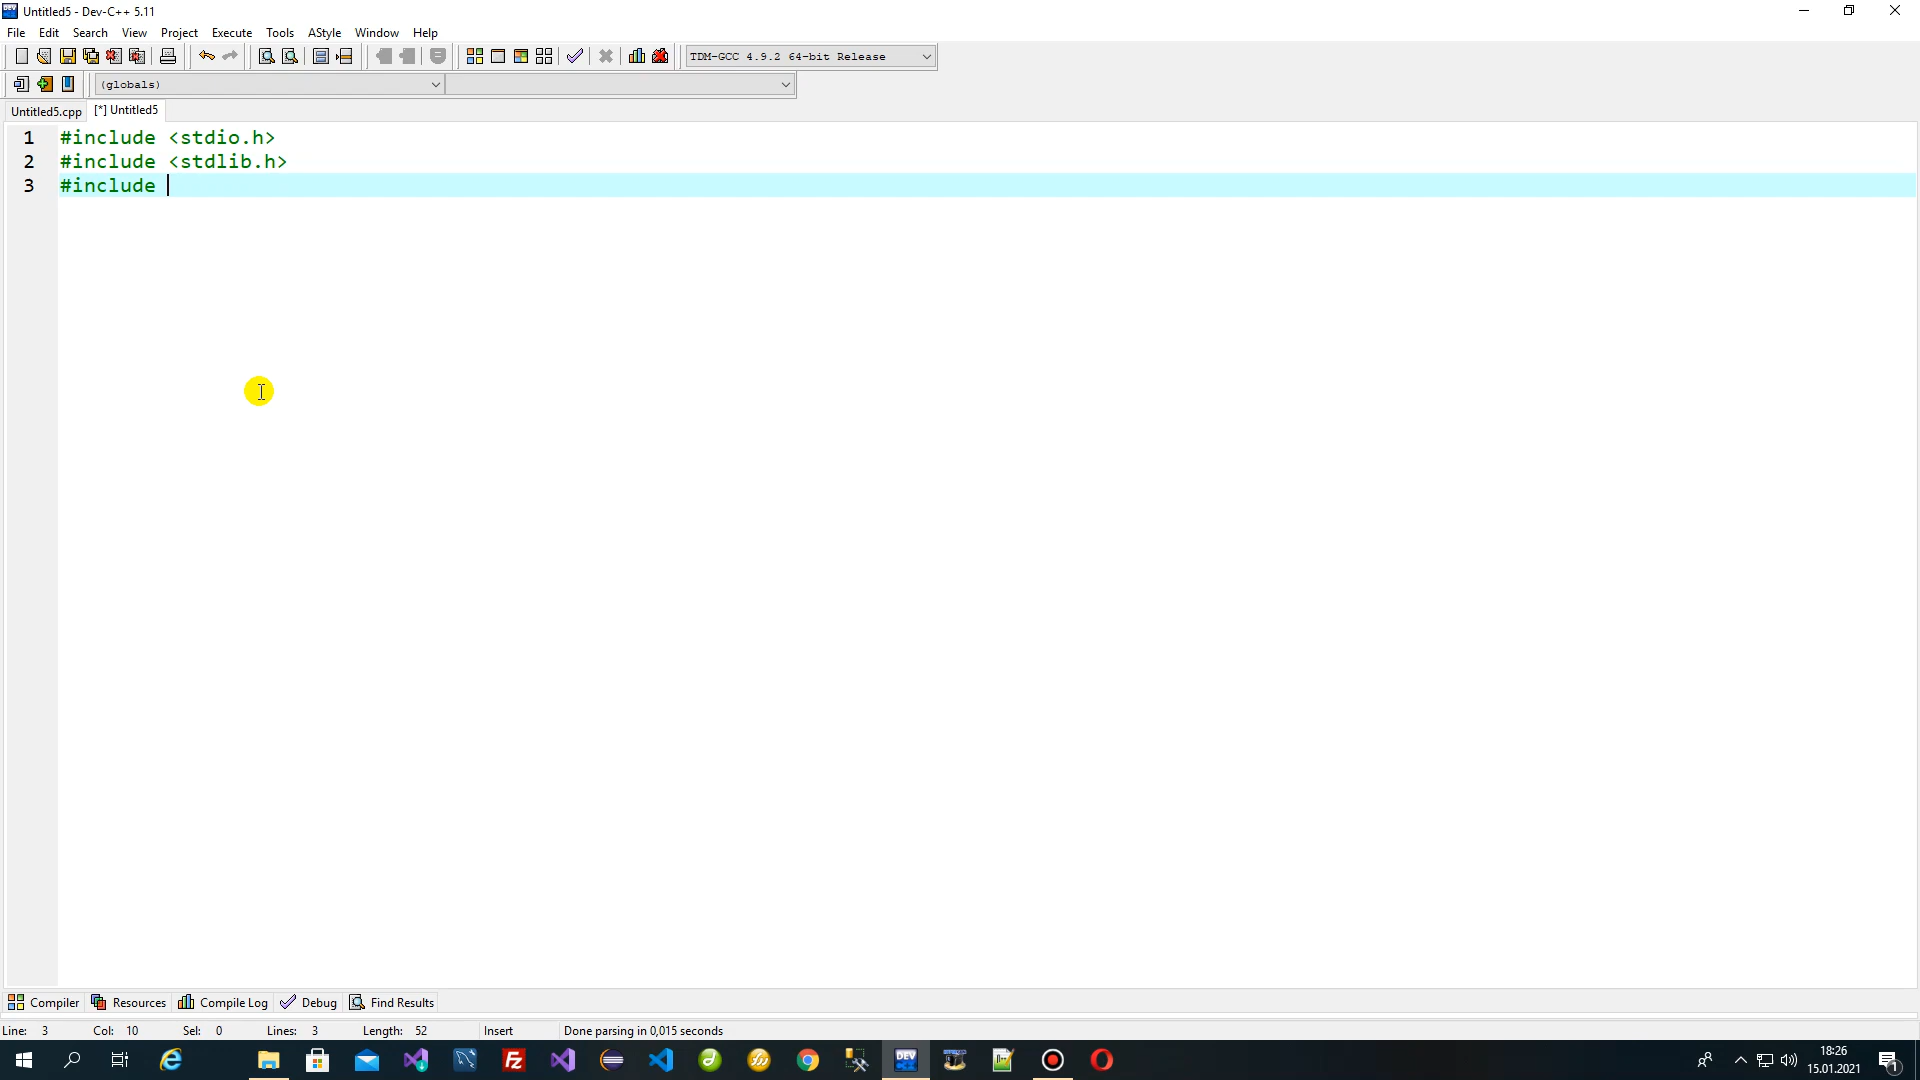 Untitled5 - Dev-C++ 5.11
File Edit Search View Project Execute Tools AStyle Window Help
TDM-GCC 4.9.2 64-bit Release
(globals)
Untitled5.cpp [*] Untitled5
1 #include <stdio.h>
2 #include <stdlib.h>
3 #include
Compiler Resources Compile Log Debug Find Results
Line: 3 Col: 10 Sel: 0 Lines: 3 Length: 52 Insert Done parsing in 0,015 seconds
DEV
18:26
15.01.2021
1